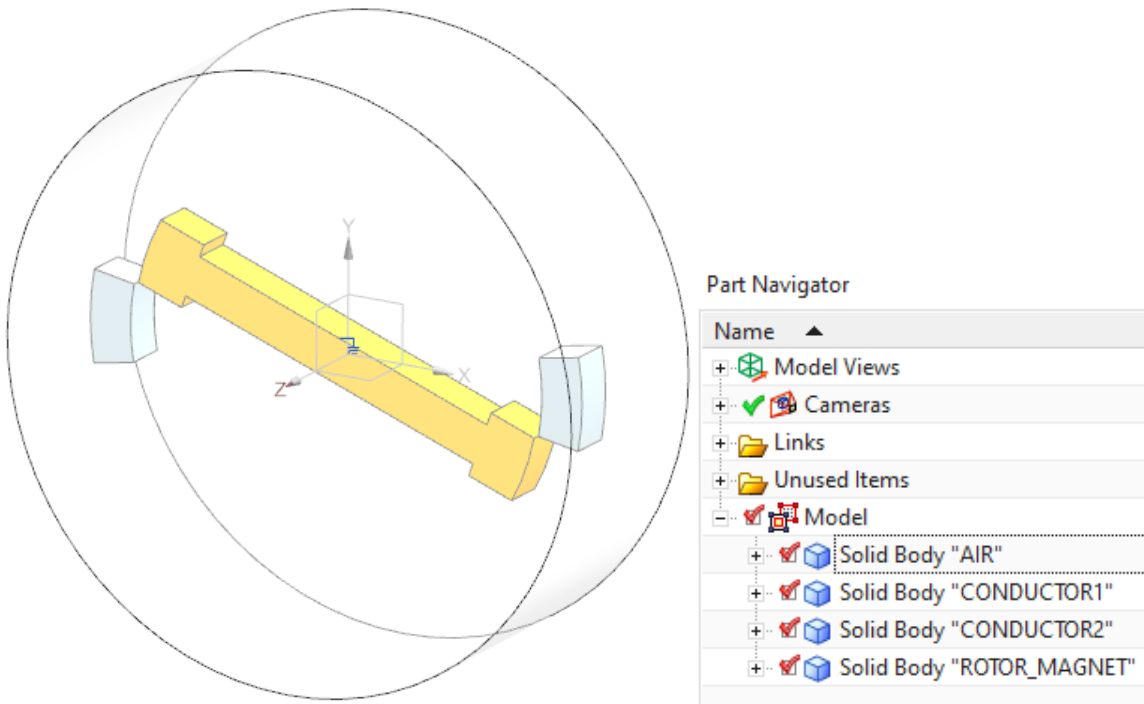 Y
X
Z
Part Navigator
Name
Model Views
Cameras
Links
Unused Items
Model
Solid Body "AIR"
Solid Body "CONDUCTOR1"
Solid Body "CONDUCTOR2"
Solid Body "ROTOR_MAGNET"